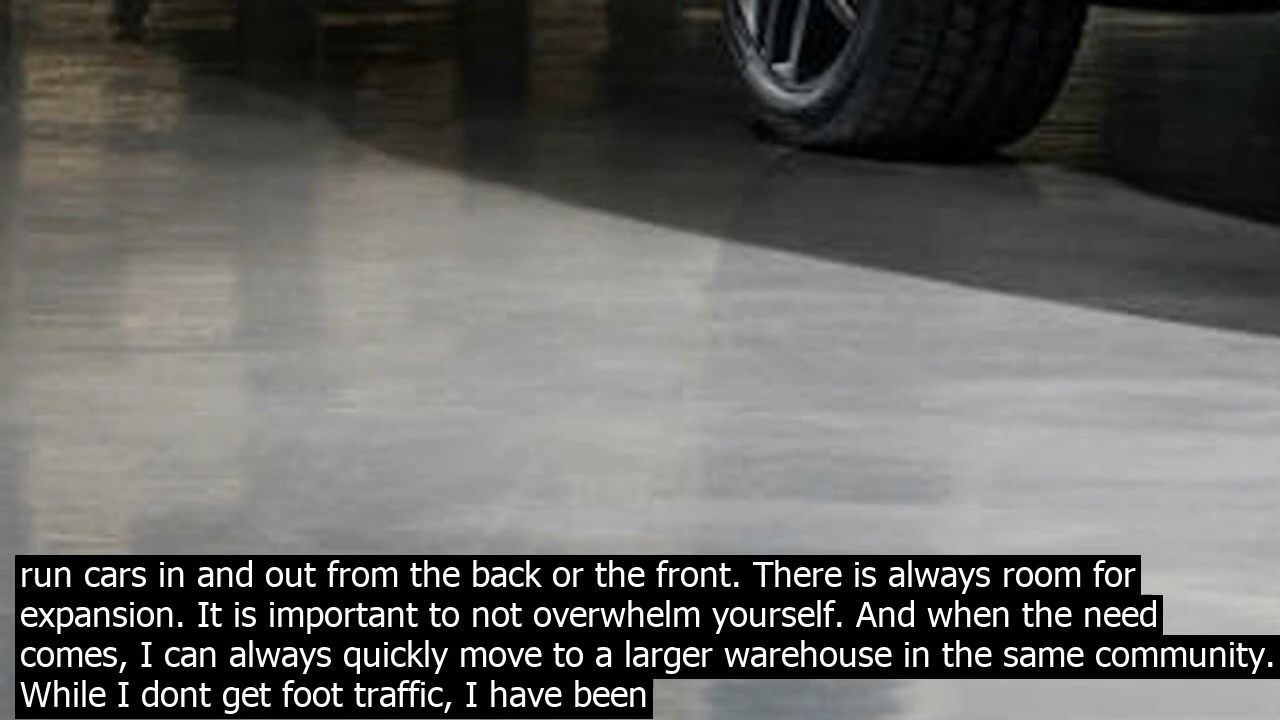 run cars in and out from the back or the front. There is always room for
expansion. It is important to not overwhelm yourself. And when the need
comes, I can always quickly move to a larger warehouse in the same community.
While I dont get foot traffic, I have been